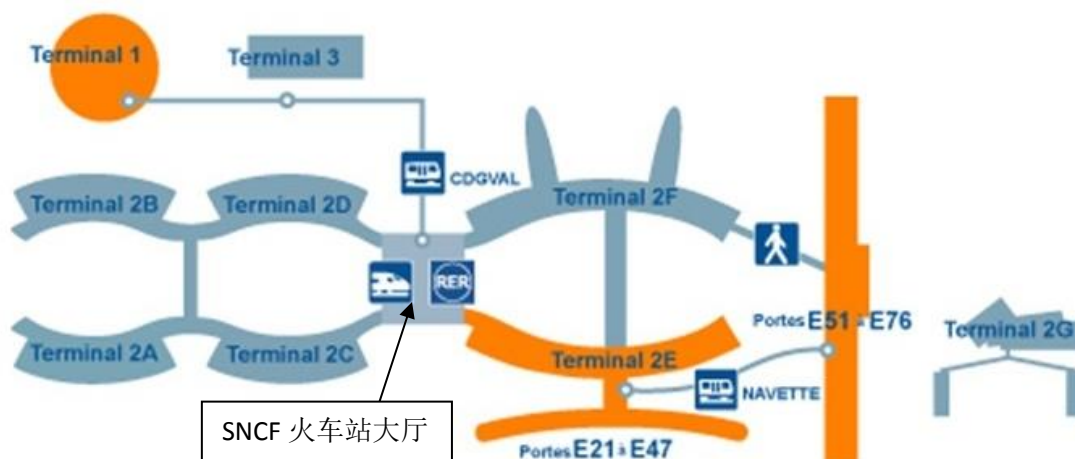 Terminal 1
Terminal 3
CDGVAL
Terminal 2B
Terminal 2D
Terminal 2F
RER
Portes E51 à E76
Terminal 2G
Terminal 2A
Terminal 2C
Terminal 2E
NAVETTE
SNCF 火车站大厅
Portes E21 à E47